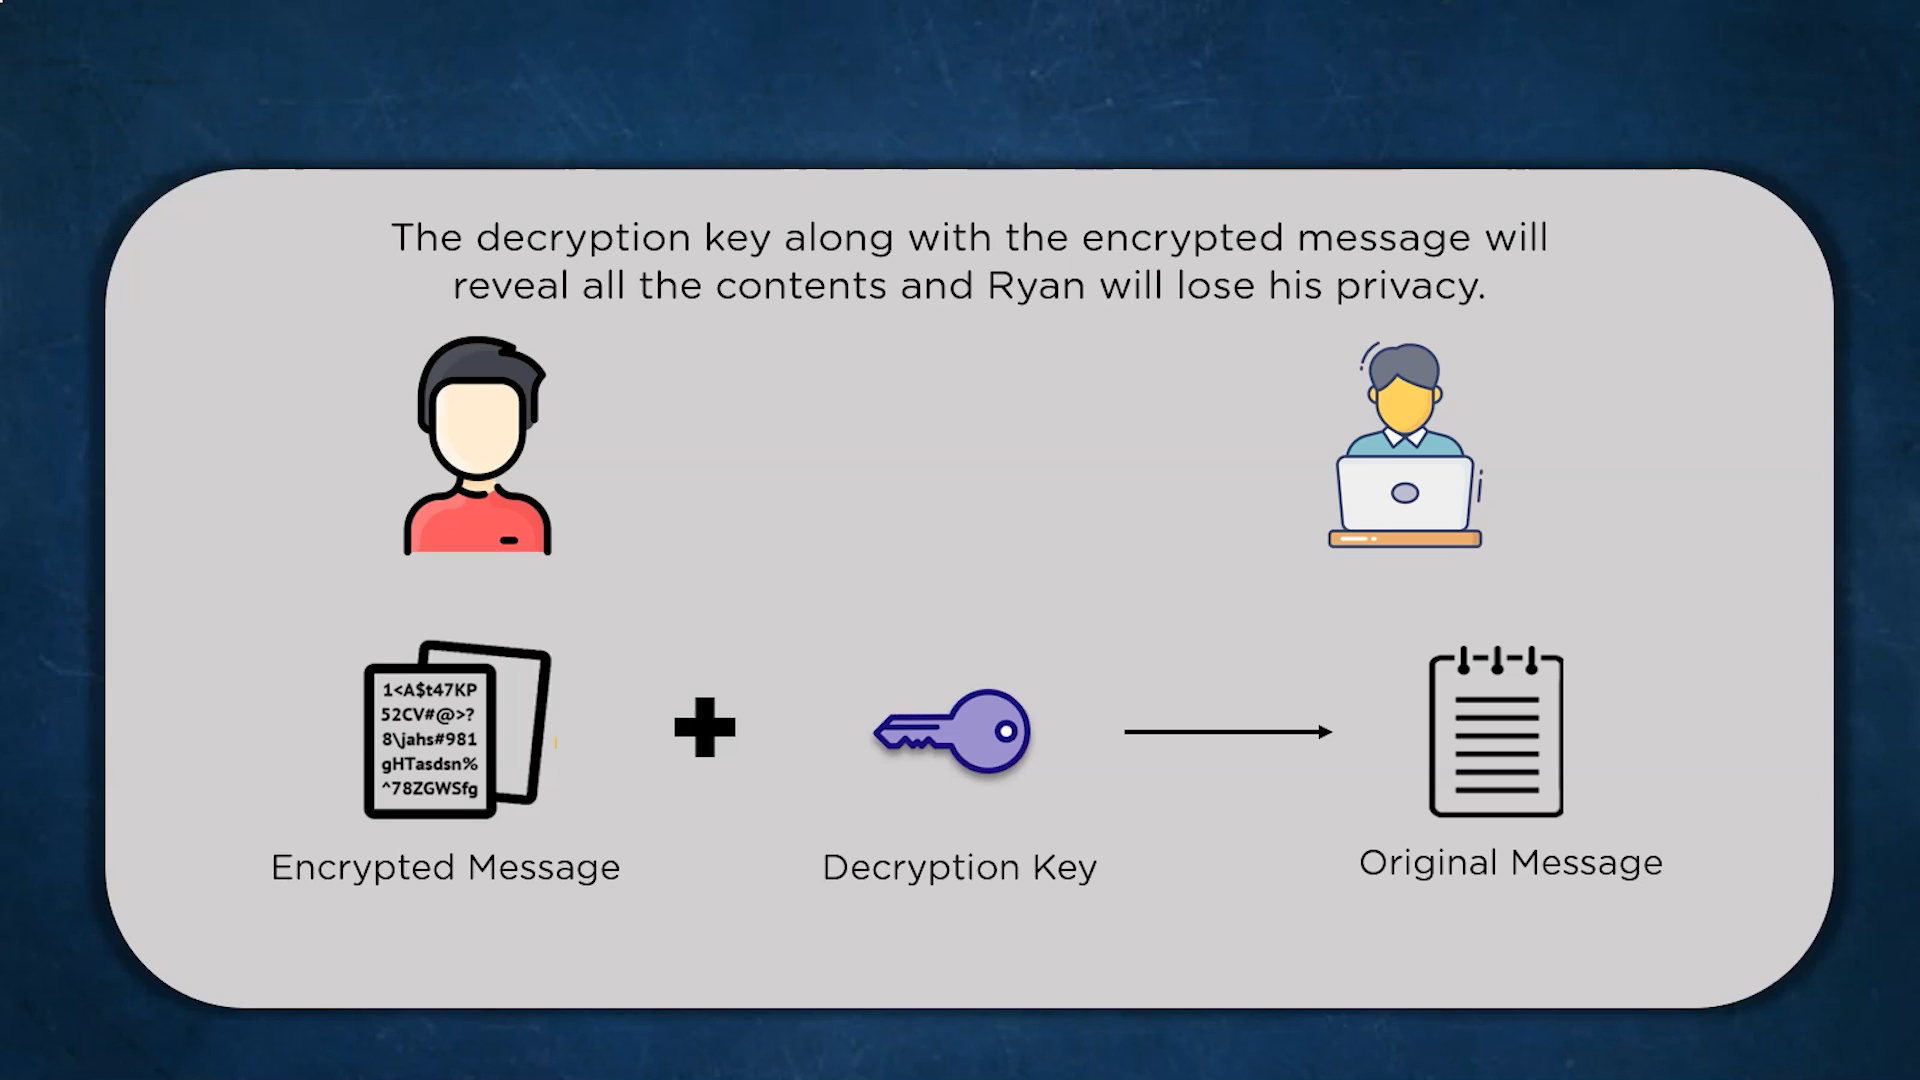 The decryption key along with the encrypted message will
reveal all the contents and Ryan will lose his privacy.
1<A$t47KP
52CV#@>?
8\jahs#981
gHTasdsn%
^78ZGWSfg
Encrypted Message
Decryption Key
Original Message